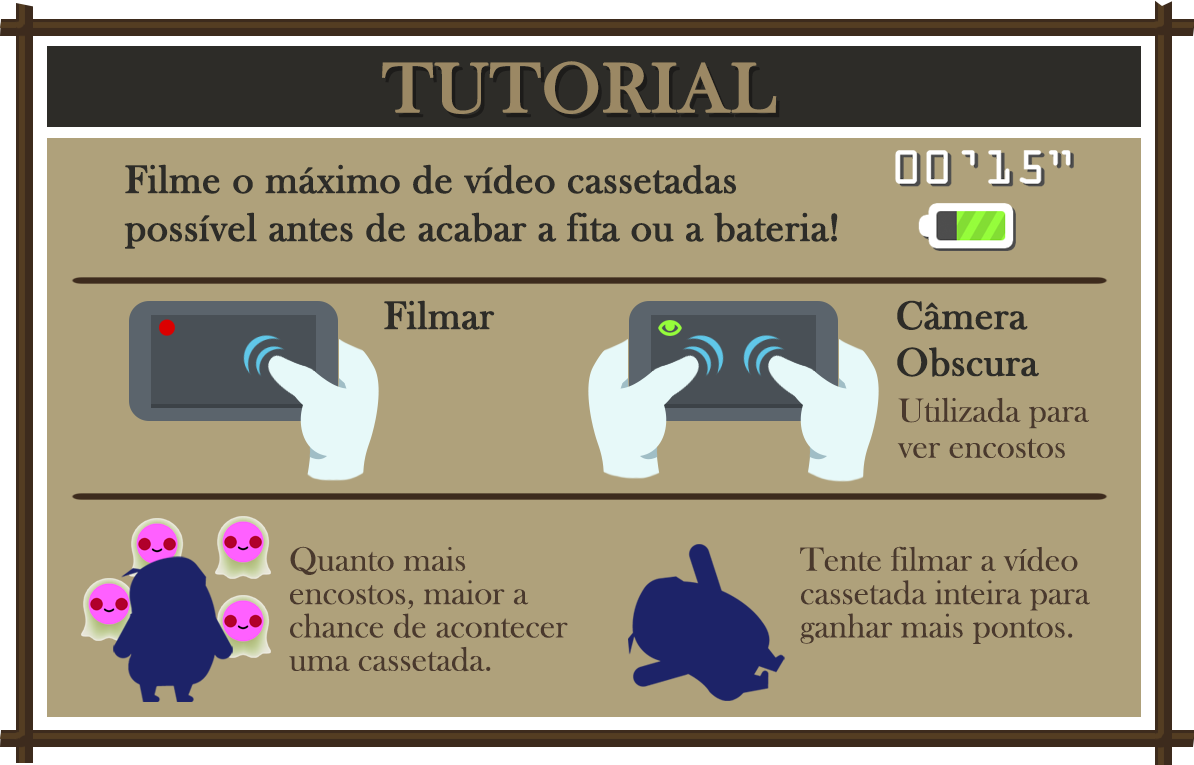 TUTORIAL
Filme o máximo de vídeo cassetadas
possível antes de acabar a fita ou a bateria!
00'15"
Filmar
Câmera
Obscura
Utilizada para
ver encostos
Quanto mais
encostos, maior a
chance de acontecer
uma cassetada.
Tente filmar a vídeo
cassetada inteira para
ganhar mais pontos.